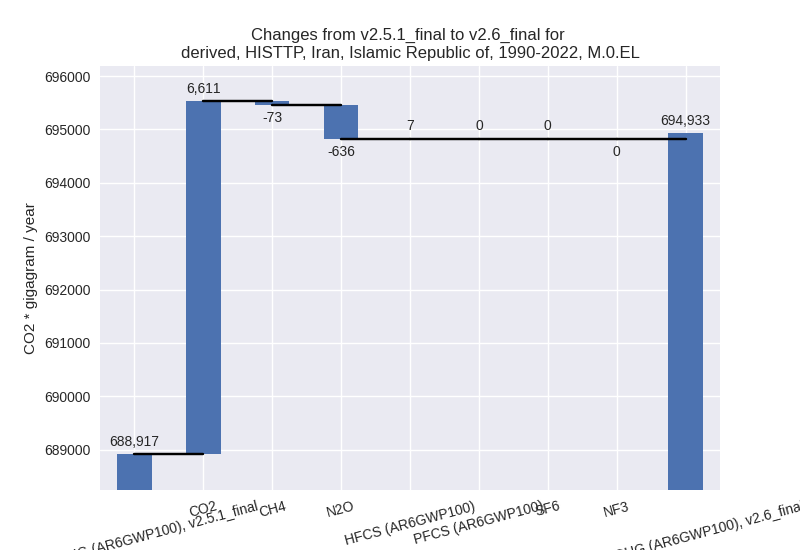 Changes from v2.5.1_final to v2.6_final for
derived, HISTTP, Iran, Islamic Republic of, 1990-2022, M.0.EL
CO2 * gigagram / year
696000
695000
694000
693000
692000
691000
690000
689000
688,917
6,611
-73
-636
7
0
0
0
694,933
(AR6GWP100), v2.5.1_final
CO2
CH4
N2O
HFCS (AR6GWP100)
PFCS (AR6GWP100)
SF6
NF3
(AR6GWP100), v2.6_final